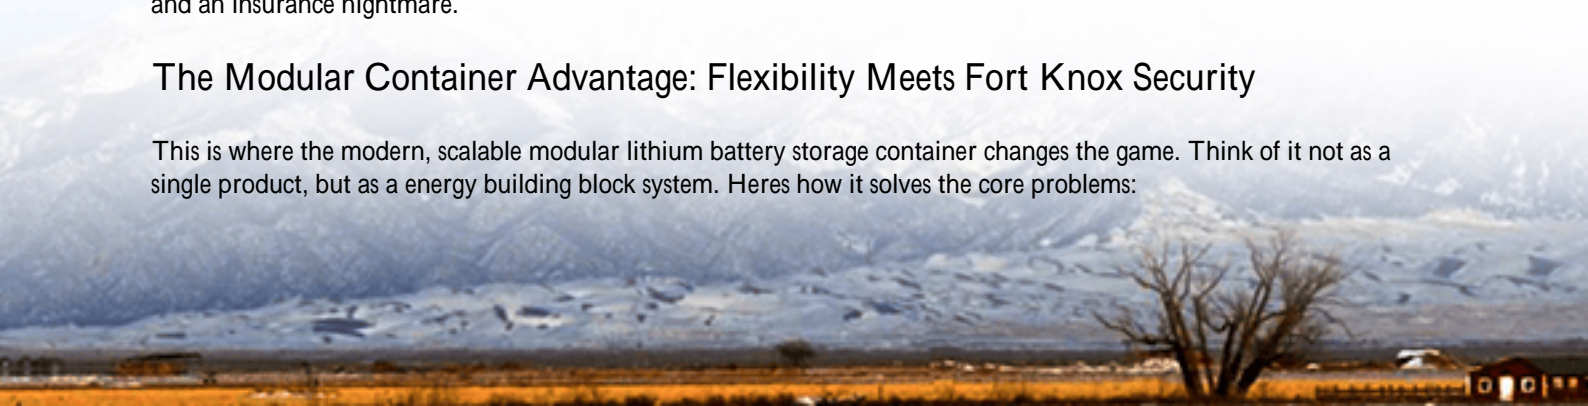 and an insurance nightmare.
The Modular Container Advantage: Flexibility Meets Fort Knox Security
This is where the modern, scalable modular lithium battery storage container changes the game. Think of it not as a
single product, but as a energy building block system. Heres how it solves the core problems: